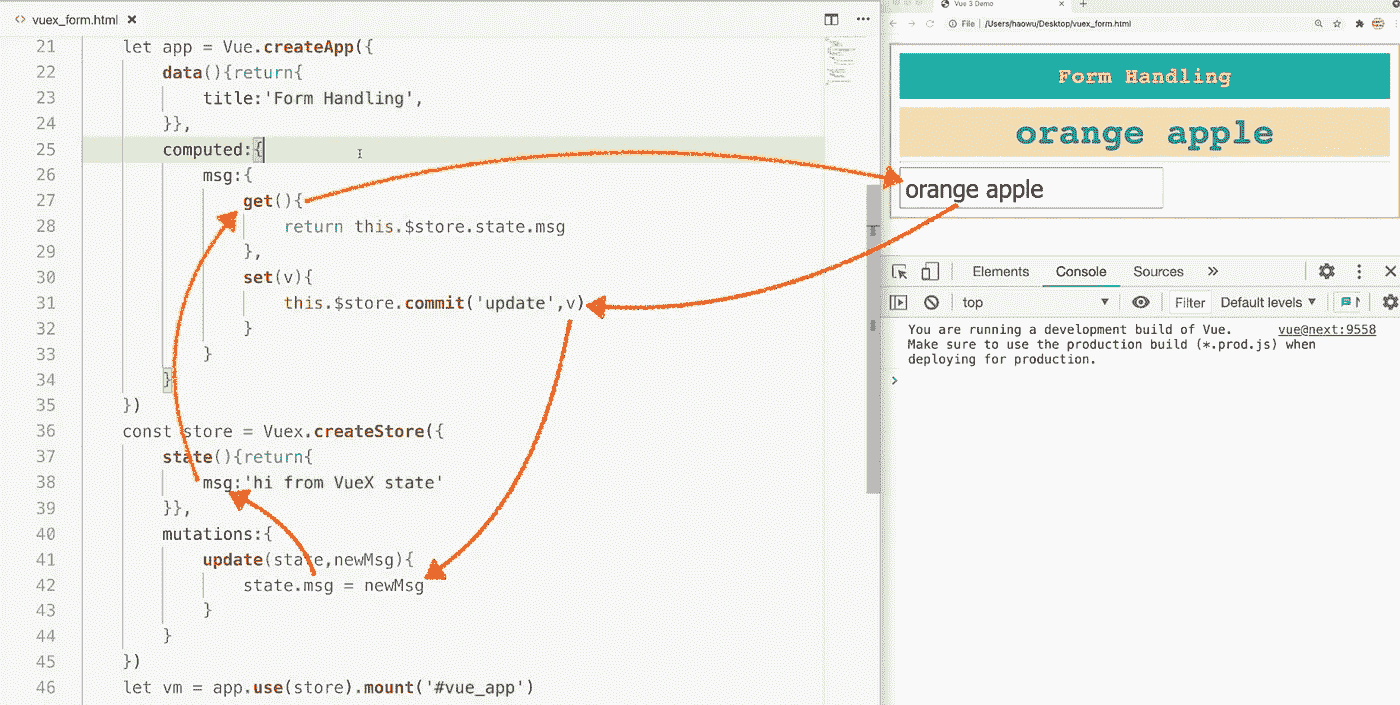 vuex_form.html
21 let app = Vue.createApp({
22 data(){return{
23 title:'Form Handling',
24 }},
25 computed:{
26 msg:{
27 get(){
28 return this.$store.state.msg
29 },
30 set(v){
31 this.$store.commit('update',v)
32 }
33 }
34 }
35 })
36 const store = Vuex.createStore({
37 state(){return{
38 msg:'hi from VueX state'
39 }},
40 mutations:{
41 update(state,newMsg){
42 state.msg = newMsg
43 }
44 }
45 })
46 let vm = app.use(store).mount('#vue_app')
Vue 3 Demo
File /Users/haowu/Desktop/vuex_form.html
Form Handling
orange apple
orange apple
Elements Console Sources
top Filter Default levels
You are running a development build of Vue. vue@next:9558
Make sure to use the production build (*.prod.js) when
deploying for production.